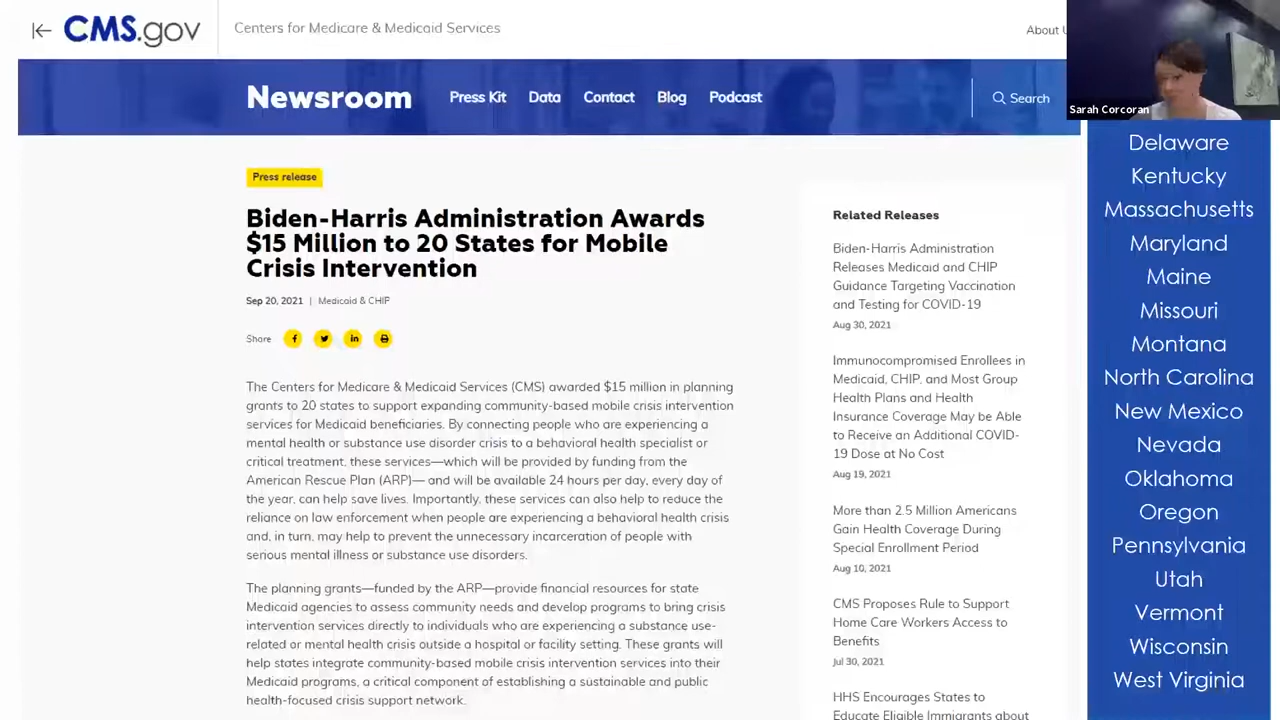 CMS.gov
Centers for Medicare & Medicaid Services
About
Sarah Corcoran
Newsroom
Press Kit
Data
Contact
Blog
Podcast
Search
Press release
Biden-Harris Administration Awards
$15 Million to 20 States for Mobile
Crisis Intervention
Sep 20, 2021 | Medicaid & CHIP
Share
The Centers for Medicare & Medicaid Services (CMS) awarded $15 million in planning
grants to 20 states to support expanding community-based mobile crisis intervention
services for Medicaid beneficiaries. By connecting people who are experiencing a
mental health or substance use disorder crisis to a behavioral health specialist or
critical treatment, these services—which will be provided by funding from the
American Rescue Plan (ARP)— and will be available 24 hours per day, every day of
the year, can help save lives. Importantly, these services can also help to reduce the
reliance on law enforcement when people are experiencing a behavioral health crisis
and, in turn, may help to prevent the unnecessary incarceration of people with
serious mental illness or substance use disorders.
The planning grants—funded by the ARP—provide financial resources for state
Medicaid agencies to assess community needs and develop programs to bring crisis
intervention services directly to individuals who are experiencing a substance use-
related or mental health crisis outside a hospital or facility setting. These grants will
help states integrate community-based mobile crisis intervention services into their
Medicaid programs, a critical component of establishing a sustainable and public
health-focused crisis support network.
Related Releases
Biden-Harris Administration
Releases Medicaid and CHIP
Guidance Targeting Vaccination
and Testing for COVID-19
Aug 30, 2021
Immunocompromised Enrollees in
Medicaid, CHIP, and Most Group
Health Plans and Health
Insurance Coverage May be Able
to Receive an Additional COVID-
19 Dose at No Cost
Aug 19, 2021
More than 2.5 Million Americans
Gain Health Coverage During
Special Enrollment Period
Aug 10, 2021
CMS Proposes Rule to Support
Home Care Workers Access to
Benefits
Jul 30, 2021
HHS Encourages States to
Educate Eligible Immigrants about
Delaware
Kentucky
Massachusetts
Maryland
Maine
Missouri
Montana
North Carolina
New Mexico
Nevada
Oklahoma
Oregon
Pennsylvania
Utah
Vermont
Wisconsin
West Virginia